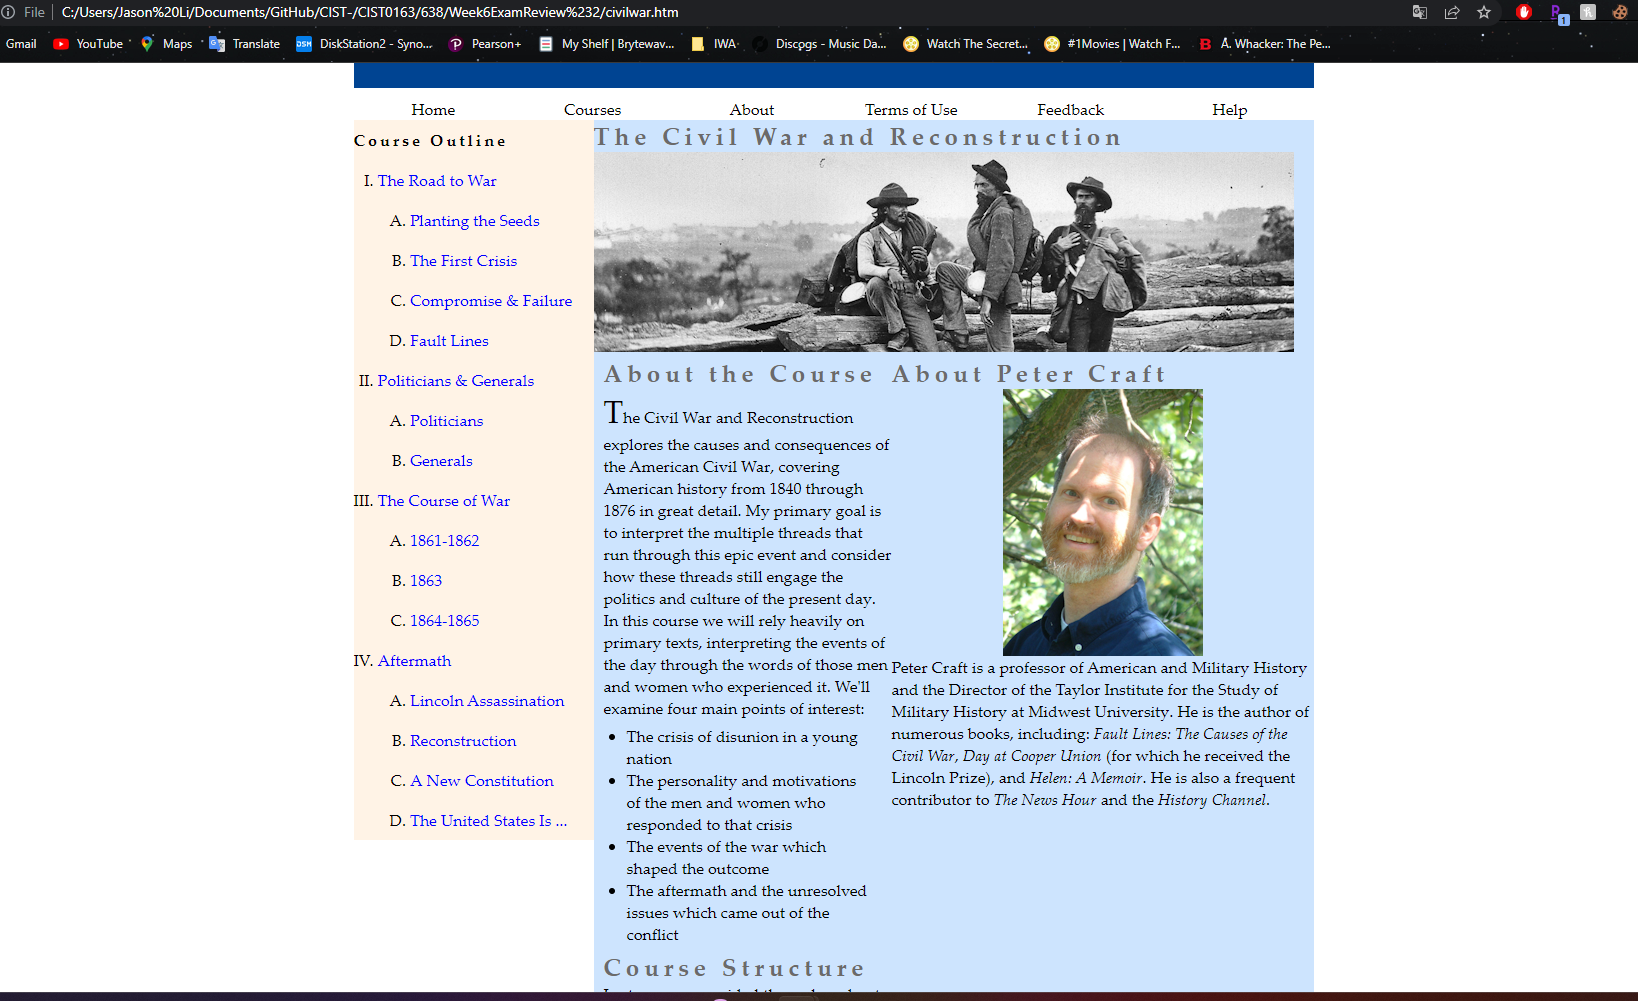 File C:/Users/Jason%20Li/Documents/GitHub/CIST-/CIST0163/638/Week6ExamReview%232/civilwar.htm
Gmail YouTube Maps Translate DiskStation2 - Syno... Pearson+ My Shelf | Brytewav... IWA Discogs - Music Da... Watch The Secret... #1Movies | Watch F... A. Whacker: The Pe...
Home Courses About Terms of Use Feedback Help
Course Outline
I. The Road to War
A. Planting the Seeds
B. The First Crisis
C. Compromise & Failure
D. Fault Lines
II. Politicians & Generals
A. Politicians
B. Generals
III. The Course of War
A. 1861-1862
B. 1863
C. 1864-1865
IV. Aftermath
A. Lincoln Assassination
B. Reconstruction
C. A New Constitution
D. The United States Is ...
The Civil War and Reconstruction
About the Course
The Civil War and Reconstruction
explores the causes and consequences of
the American Civil War, covering
American history from 1840 through
1876 in great detail. My primary goal is
to interpret the multiple threads that
run through this epic event and consider
how these threads still engage the
politics and culture of the present day.
In this course we will rely heavily on
primary texts, interpreting the events of
the day through the words of those men
and women who experienced it. We'll
examine four main points of interest:
• The crisis of disunion in a young
nation
• The personality and motivations
of the men and women who
responded to that crisis
• The events of the war which
shaped the outcome
• The aftermath and the unresolved
issues which came out of the
conflict
Course Structure
About Peter Craft
Peter Craft is a professor of American and Military History
and the Director of the Taylor Institute for the Study of
Military History at Midwest University. He is the author of
numerous books, including: Fault Lines: The Causes of the
Civil War, Day at Cooper Union (for which he received the
Lincoln Prize), and Helen: A Memoir. He is also a frequent
contributor to The News Hour and the History Channel.